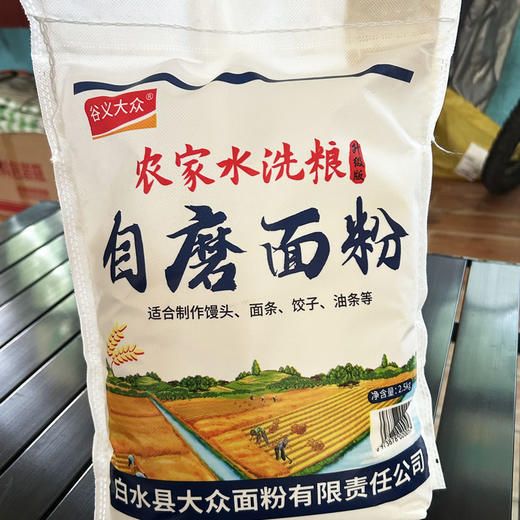 谷义大众®
农家水洗粮
升级版
自磨面粉
适合制作馒头、面条、饺子、油条等
净含量:2.5kg
白水县大众面粉有限责任公司